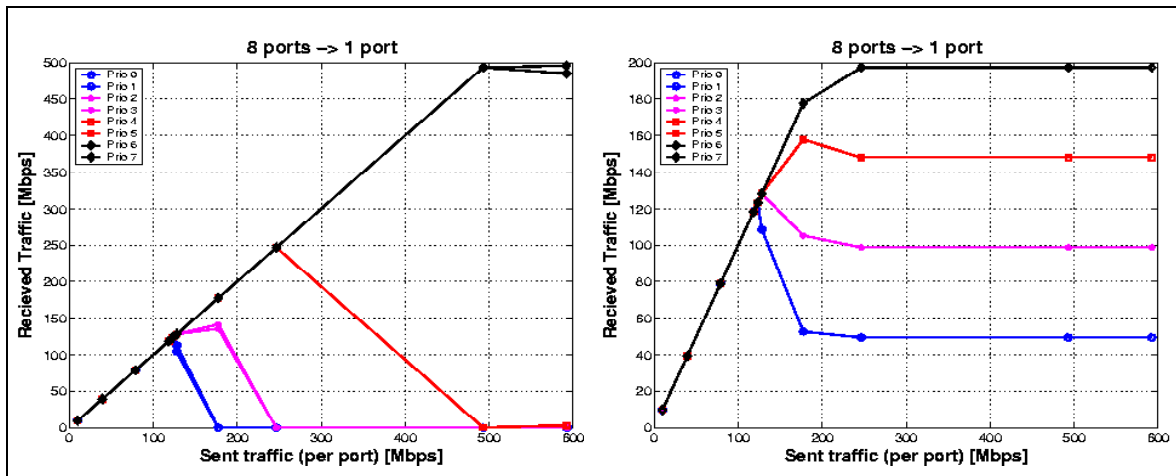 8 ports -> 1 port
500
450
400
350
300
250
200
150
100
50
0
Recieved Traffic [Mbps]
Prio 0
Prio 1
Prio 2
Prio 3
Prio 4
Prio 5
Prio 6
Prio 7
0 100 200 300 400 500 600
Sent traffic (per port) [Mbps]
8 ports -> 1 port
200
180
160
140
120
100
80
60
40
20
0
Recieved Traffic [Mbps]
Prio 0
Prio 1
Prio 2
Prio 3
Prio 4
Prio 5
Prio 6
Prio 7
0 100 200 300 400 500 600
Sent traffic (per port) [Mbps]